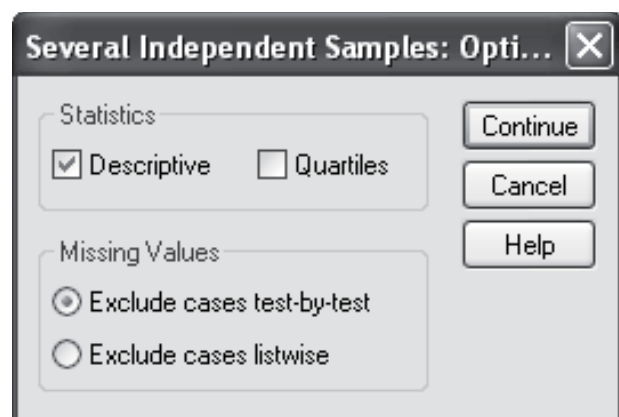 Several Independent Samples: Opti...
Statistics
Descriptive Quartiles
Missing Values
Exclude cases test-by-test
Exclude cases listwise
Continue
Cancel
Help